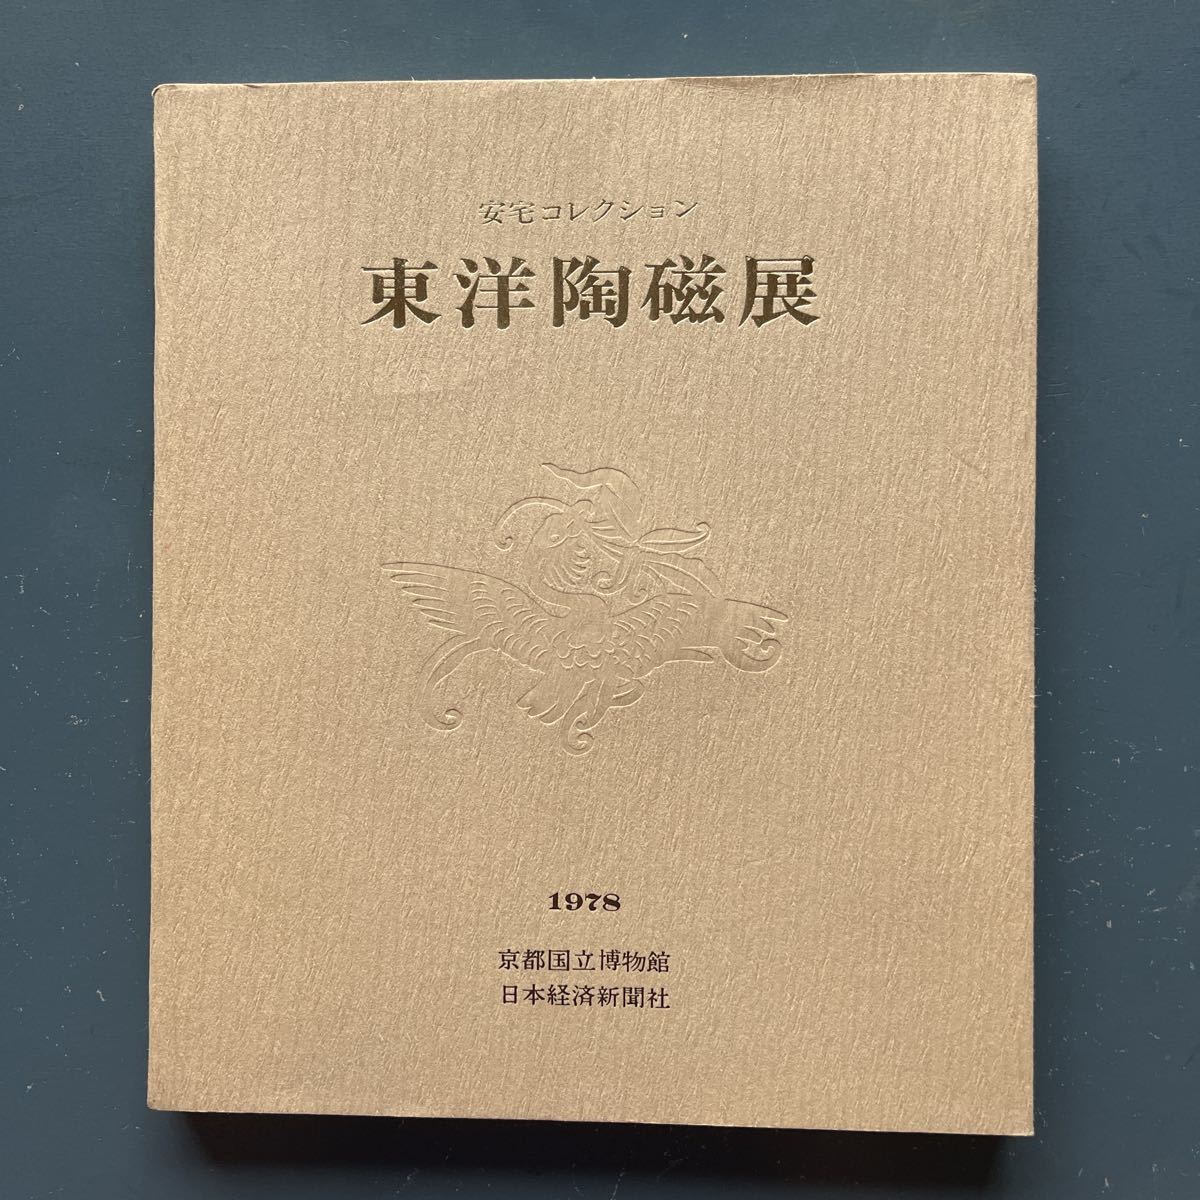 安宅コレクション
東洋陶磁展
1978
京都国立博物館
日本経済新聞社